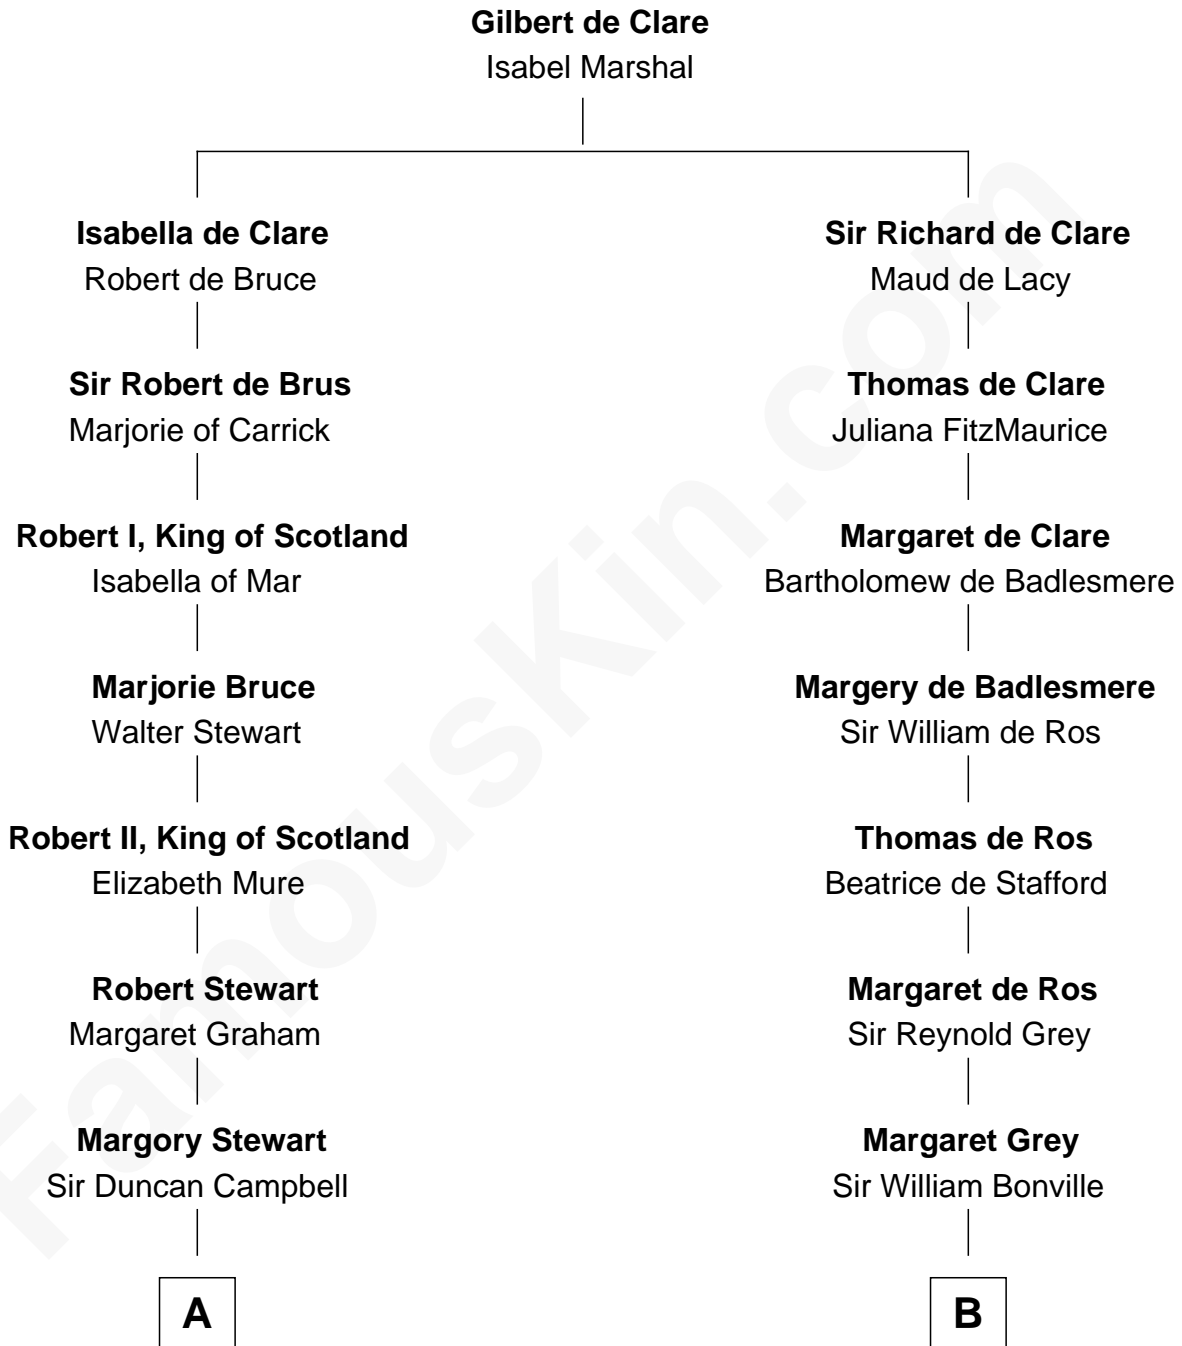 Gilbert de Clare
Isabel Marshal
Isabella de Clare
Robert de Bruce
Sir Richard de Clare
Maud de Lacy
Sir Robert de Brus
Marjorie of Carrick
Thomas de Clare
Juliana FitzMaurice
Robert I, King of Scotland
Isabella of Mar
Margaret de Clare
Bartholomew de Badlesmere
Marjorie Bruce
Walter Stewart
Margery de Badlesmere
Sir William de Ros
Robert II, King of Scotland
Elizabeth Mure
Thomas de Ros
Beatrice de Stafford
Robert Stewart
Margaret Graham
Margaret de Ros
Sir Reynold Grey
Margory Stewart
Sir Duncan Campbell
Margaret Grey
Sir William Bonville
A
B
FamousKin.com